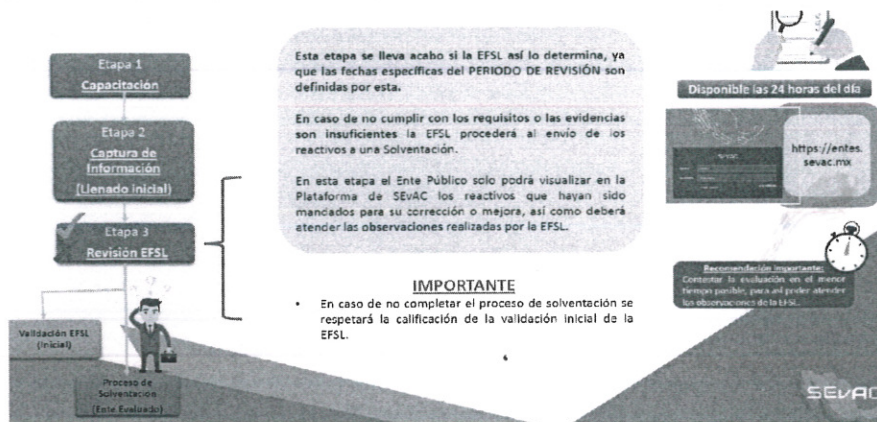 Etapa 1
Capacitación
Etapa 2
Captura de
Información
(Llenado Inicial)
Etapa 3
Revisión EFSL
Validación EFSL
(Inicial)
Proceso de
Solventación
(Ente Evaluado)
Esta etapa se lleva acabo si la EFSL así lo determina, ya
que las fechas específicas del PERIODO DE REVISIÓN son
definidas por esta.
En caso de no cumplir con los requisitos o las evidencias
son insuficientes la EFSL procederá al envío de los
reactivos a una Solventación.
En esta etapa el Ente Público solo podrá visualizar en la
Plataforma de SEvAC los reactivos que hayan sido
mandados para su corrección o mejora, así como deberá
atender las observaciones realizadas por la EFSL.
IMPORTANTE
• En caso de no completar el proceso de solventación se
respetará la calificación de la validación inicial de la
EFSL.
Disponible las 24 horas del día
https://entes.
sevac.mx
Recomendación Importante:
Contestar la evaluación en el menor
tiempo posible, para así poder atender
las observaciones de la EFSL.
SEvAC